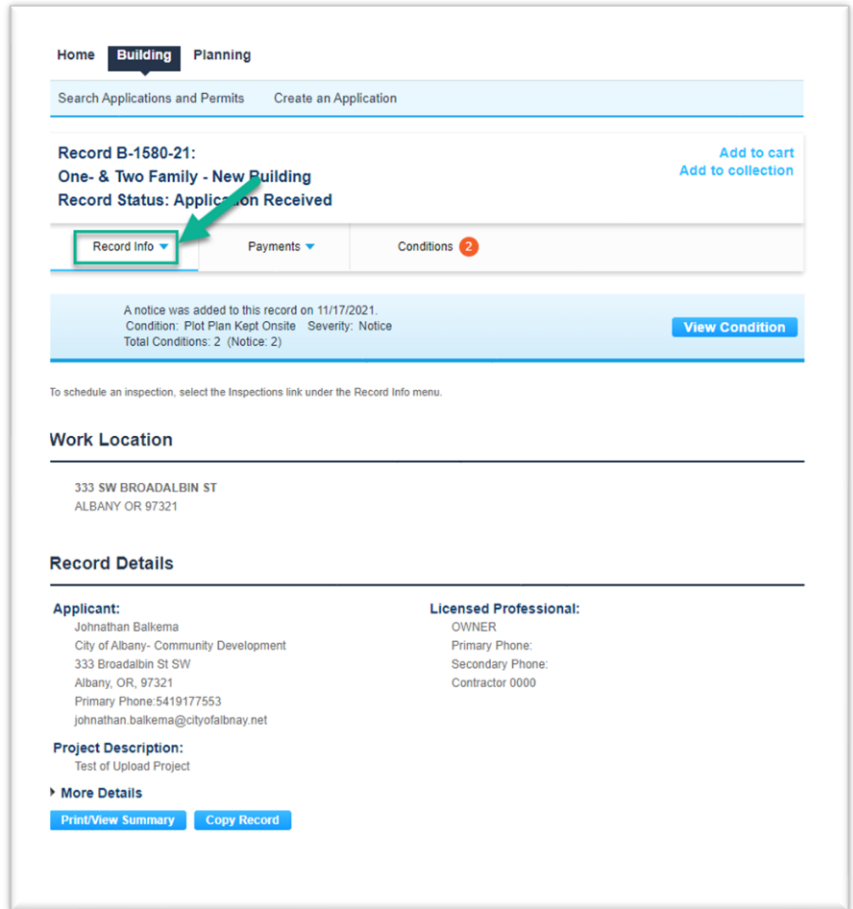 Home Building Planning
Search Applications and Permits Create an Application
Record B-1580-21:
One- & Two Family - New Building
Record Status: Application Received
Add to cart
Add to collection
Record Info Payments Conditions 2
A notice was added to this record on 11/17/2021.
Condition: Plot Plan Kept Onsite Severity: Notice
Total Conditions: 2 (Notice: 2)
View Condition
To schedule an inspection, select the Inspections link under the Record Info menu.
Work Location
333 SW BROADALBIN ST
ALBANY OR 97321
Record Details
Applicant:
Johnathan Balkema
City of Albany- Community Development
333 Broadalbin St SW
Albany, OR, 97321
Primary Phone:5419177553
johnathan.balkema@cityofalbnay.net
Licensed Professional:
OWNER
Primary Phone:
Secondary Phone:
Contractor 0000
Project Description:
Test of Upload Project
More Details
Print/View Summary Copy Record